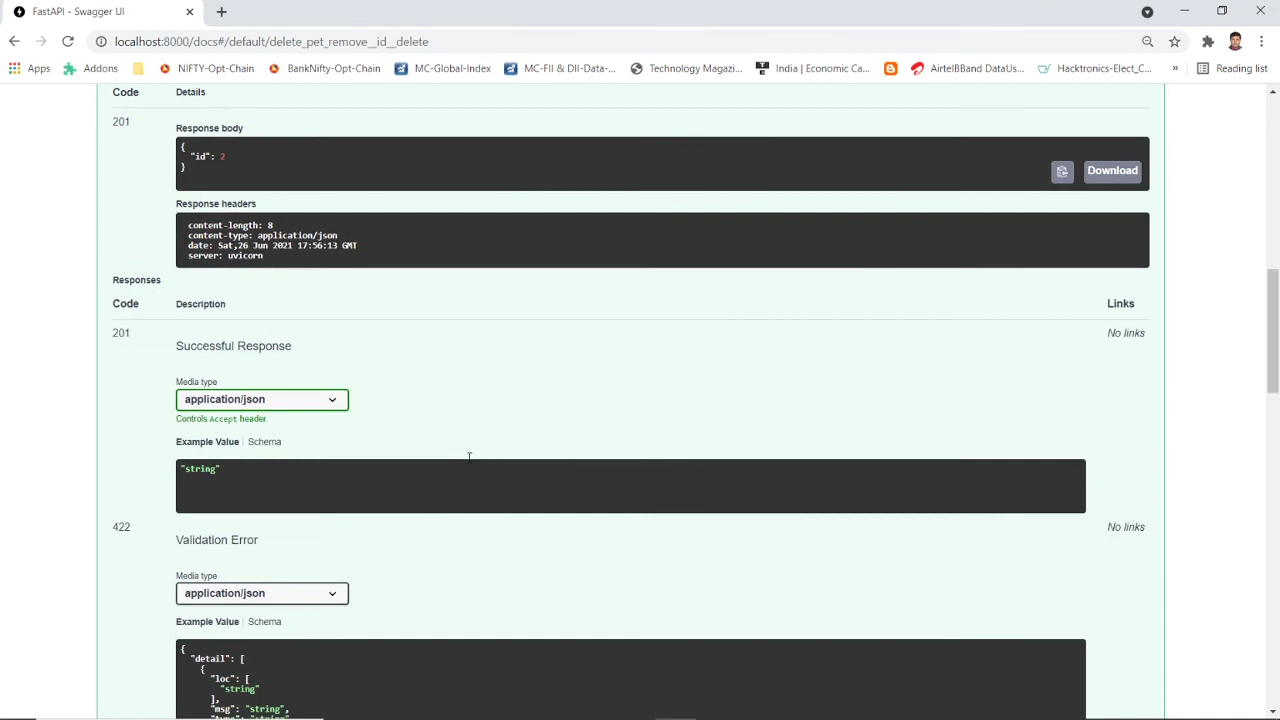 FastAPI - Swagger UI
localhost:8000/docs#/default/delete_pet_remove__id__delete
Apps Addons NIFTY-Opt-Chain BankNifty-Opt-Chain MC-Global-Index MC-FII & DII-Data-... Technology Magazi... India | Economic Ca... AirtelBBand DataUs... Hacktronics-Elect_C... » Reading list
Code Details
201
Response body
{
"id": 2
}
Download
Response headers
content-length: 8
content-type: application/json
date: Sat,26 Jun 2021 17:56:13 GMT
server: uvicorn
Responses
Code Description Links
201 No links
Successful Response
Media type
application/json
Controls Accept header.
Example Value Schema
"string"
422 No links
Validation Error
Media type
application/json
Example Value Schema
{
"detail": [
{
"loc": [
"string"
],
"msg": "string",
"type": "string"